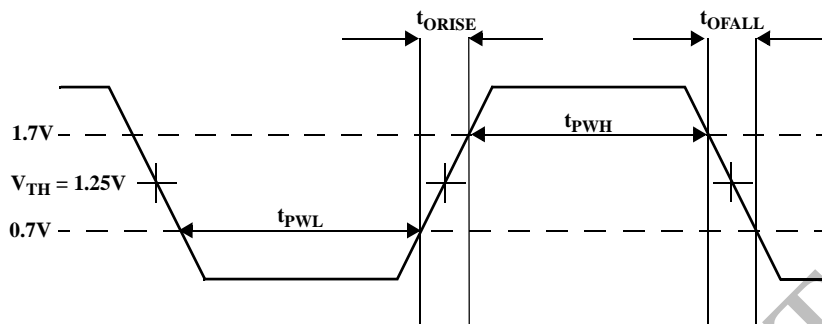 tORISE
tOFALL
1.7V
tPWH
VTH = 1.25V
tPWL
0.7V
T